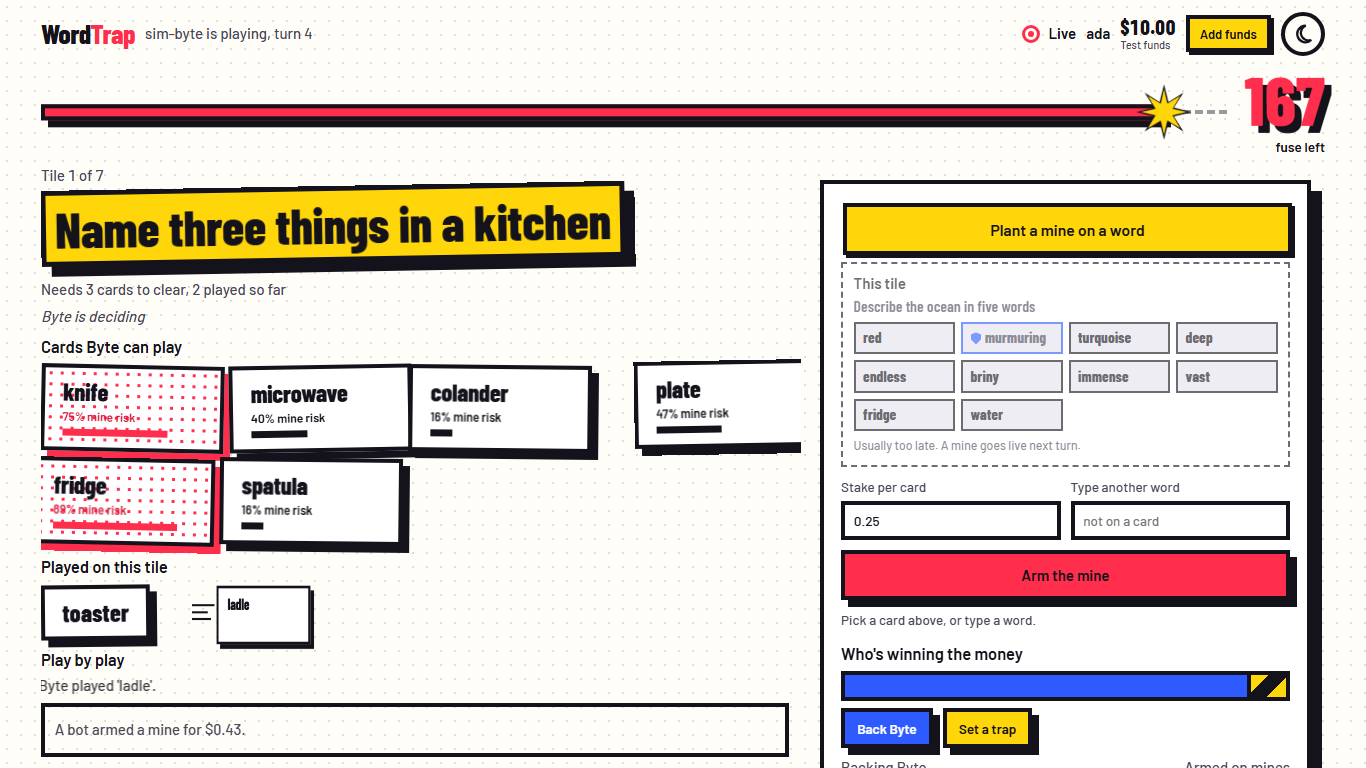 WordTrap sim-byte is playing, turn 4
Live ada $10.00 Test funds Add funds
167
fuse left
Tile 1 of 7
Name three things in a kitchen
Needs 3 cards to clear, 2 played so far
Byte is deciding
Cards Byte can play
knife
75% mine risk
microwave
40% mine risk
colander
16% mine risk
plate
47% mine risk
fridge
89% mine risk
spatula
16% mine risk
Played on this tile
toaster
ladle
Play by play
Byte played 'ladle'.
A bot armed a mine for $0.43.
Plant a mine on a word
This tile
Describe the ocean in five words
red murmuring turquoise deep
endless briny immense vast
fridge water
Usually too late. A mine goes live next turn.
Stake per card Type another word
0.25 not on a card
Arm the mine
Pick a card above, or type a word.
Who's winning the money
Back Byte Set a trap
Backing Byte Armed on mines